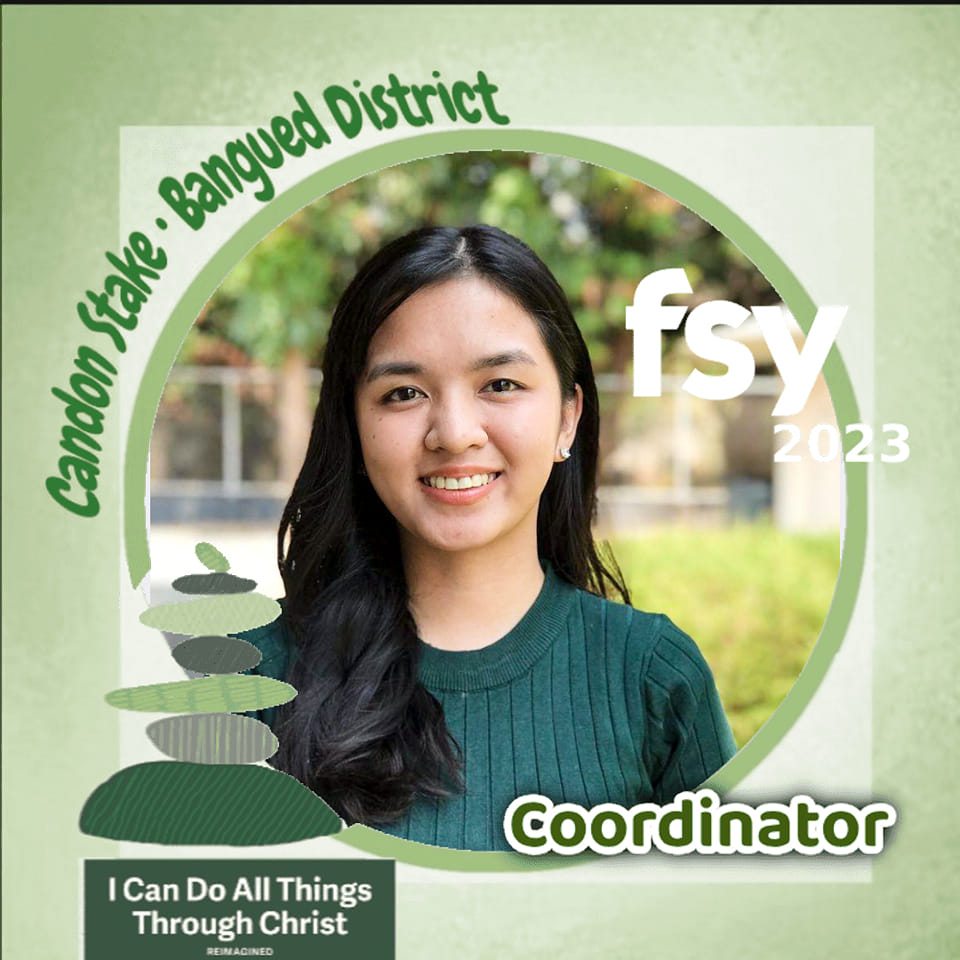 Candon Stake · Bangued District
fsy
2023
Coordinator
I Can Do All Things
Through Christ
REIMAGINED